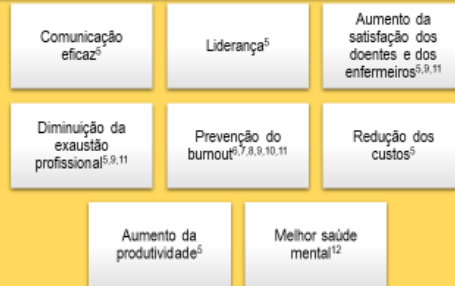 Comunicação
eficaz5
Liderança5
Aumento da
satisfação dos
doentes e dos
enfermeiros5,9,11
Diminuição da
exaustão
profissional5,9,11
Prevenção do
burnout6,7,8,9,10,11
Redução dos
custos5
Aumento da
produtividade5
Melhor saúde
mental12